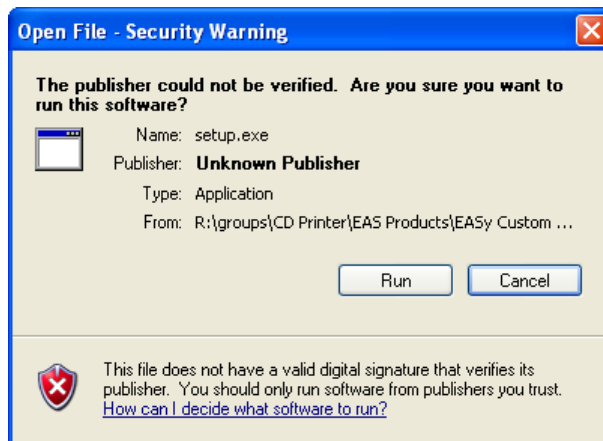 Open File - Security Warning
The publisher could not be verified.  Are you sure you want to
run this software?
Name: setup.exe
Publisher: Unknown Publisher
Type: Application
From: R:\groups\CD Printer\EAS Products\EASy Custom ...
Run Cancel
This file does not have a valid digital signature that verifies its
publisher.  You should only run software from publishers you trust.
How can I decide what software to run?